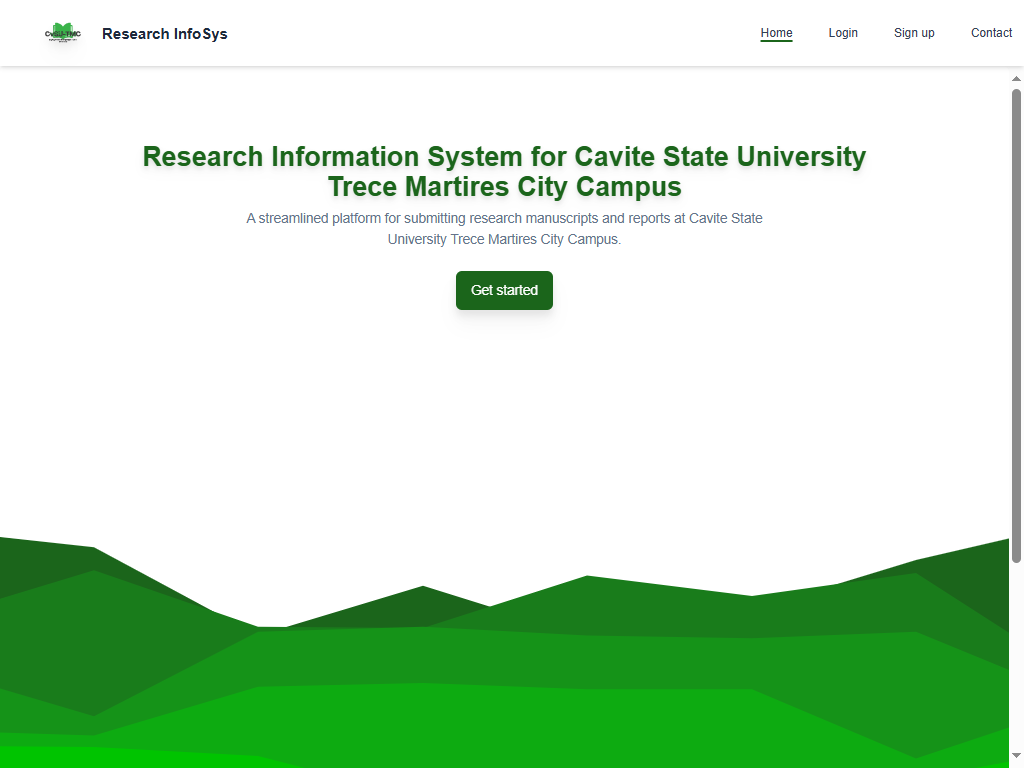 CvSU-TMC
Research InfoSys
Home
Login
Sign up
Contact
Research Information System for Cavite State University
Trece Martires City Campus
A streamlined platform for submitting research manuscripts and reports at Cavite State
University Trece Martires City Campus.
Get started